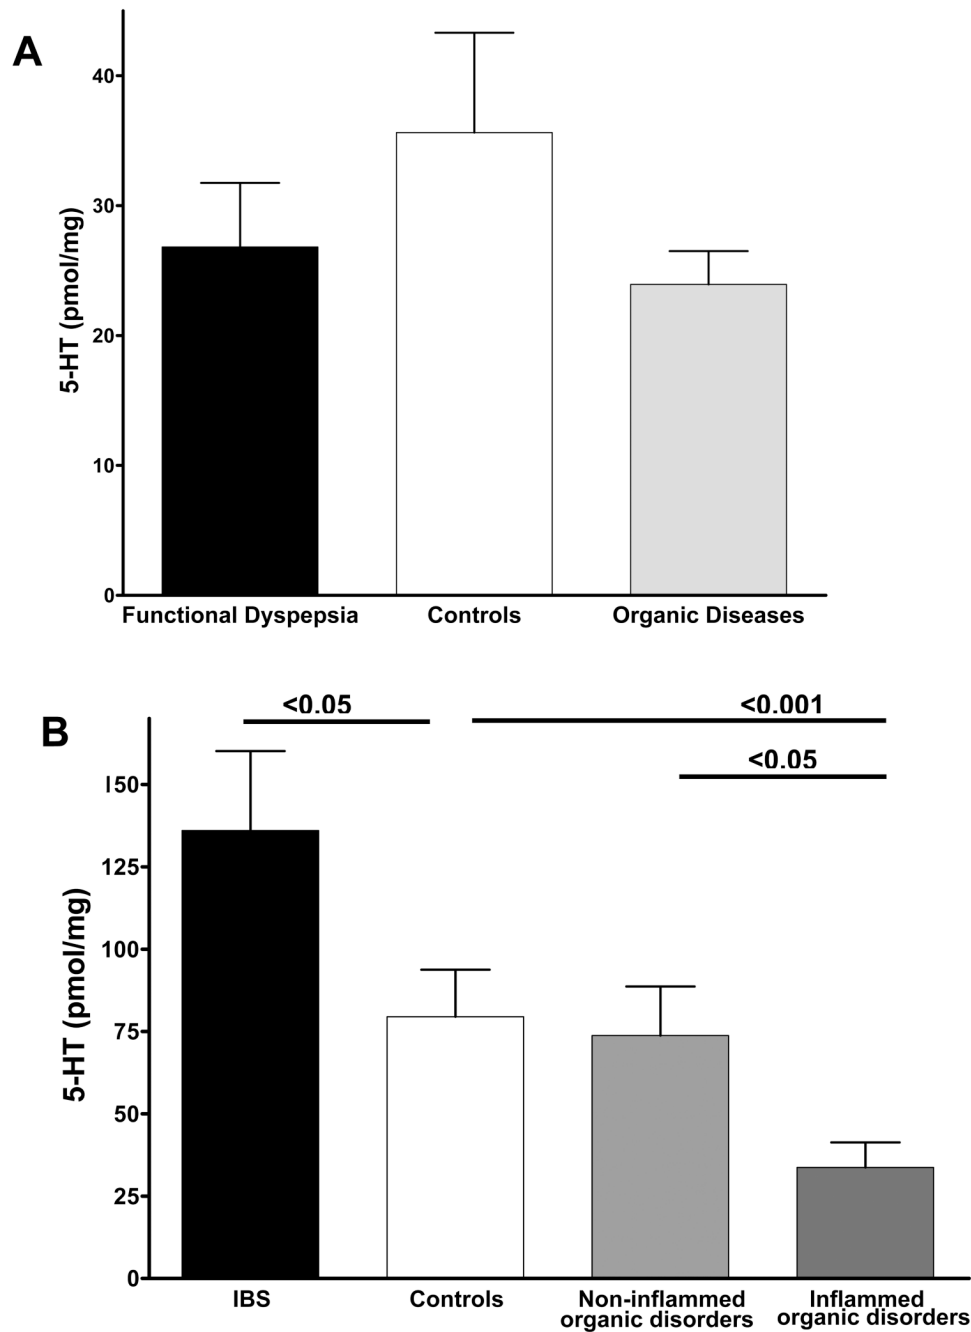 A
5-HT (pmol/mg)
40
30
20
10
0
Functional Dyspepsia Controls Organic Diseases
B
<0.05 <0.001
<0.05
5-HT (pmol/mg)
150
125
100
75
50
25
0
IBS Controls Non-inflammed Inflammed
organic disorders organic disorders